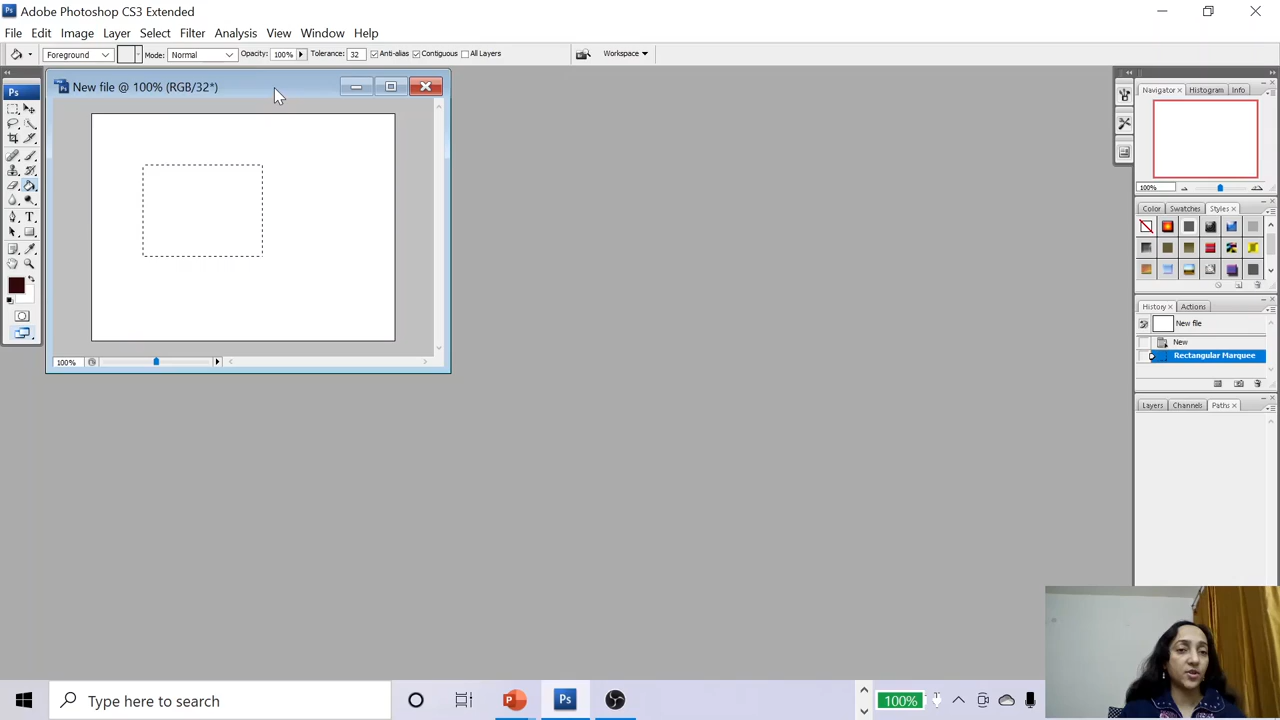 Ps Adobe Photoshop CS3 Extended
File Edit Image Layer Select Filter Analysis View Window Help
Foreground Mode: Normal Opacity: 100% Tolerance: 32 Anti-alias Contiguous All Layers Workspace
Ps
New file @ 100% (RGB/32*)
100%
Navigator x Histogram Info
100%
Color Swatches Styles x
History x Actions
New file
New
Rectangular Marquee
Layers Channels Paths x
Type here to search
100%